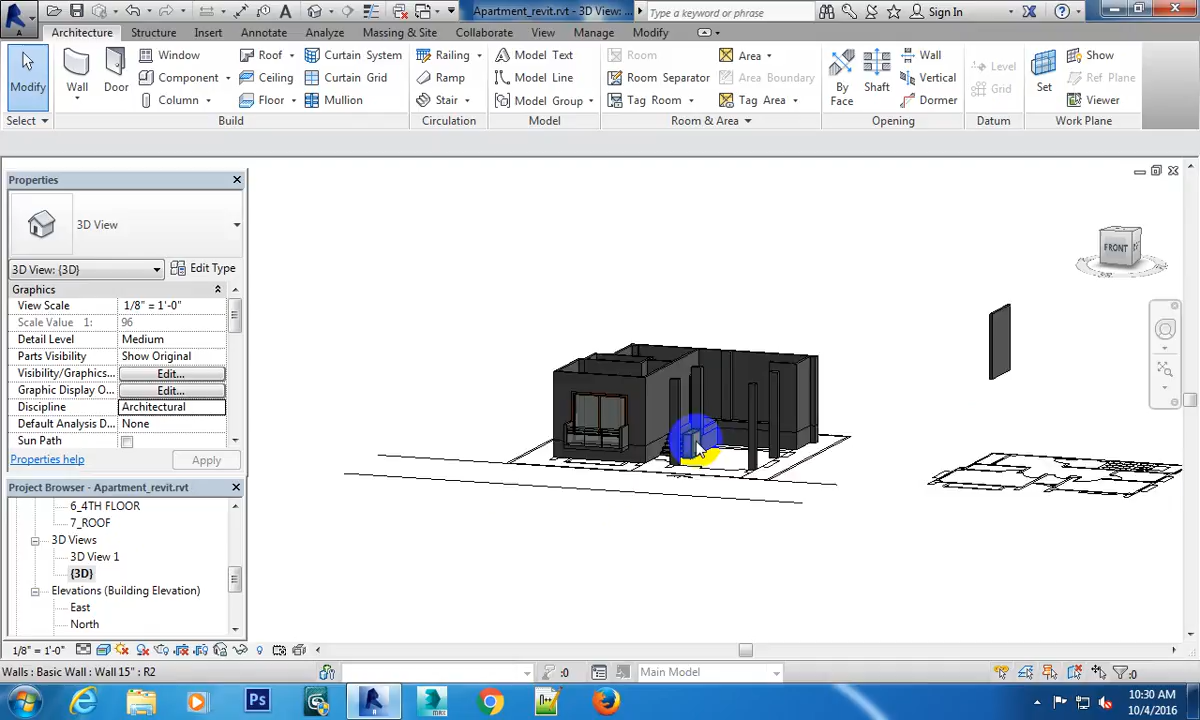 Apartment_revit.rvt - 3D View: ...
Type a keyword or phrase
Sign In
Architecture
Structure
Insert
Annotate
Analyze
Massing & Site
Collaborate
View
Manage
Modify
Modify
Select
Wall
Door
Window
Component
Column
Roof
Ceiling
Floor
Curtain System
Curtain Grid
Mullion
Build
Railing
Ramp
Stair
Circulation
Model Text
Model Line
Model Group
Model
Room
Room Separator
Tag Room
Area
Area Boundary
Tag Area
Room & Area
By
Face
Shaft
Wall
Vertical
Dormer
Opening
Level
Grid
Datum
Set
Show
Ref Plane
Viewer
Work Plane
Properties
3D View
3D View: {3D}
Edit Type
Graphics
View Scale 1/8" = 1'-0"
Scale Value 1: 96
Detail Level Medium
Parts Visibility Show Original
Visibility/Graphics... Edit...
Graphic Display O... Edit...
Discipline Architectural
Default Analysis D... None
Sun Path
Properties help
Apply
Project Browser - Apartment_revit.rvt
6_4TH FLOOR
7_ROOF
3D Views
3D View 1
{3D}
Elevations (Building Elevation)
East
North
FRONT
1/8" = 1'-0"
Walls : Basic Wall : Wall 15" : R2
:0
Main Model
:0
Ps
MAX
10:30 AM
10/4/2016